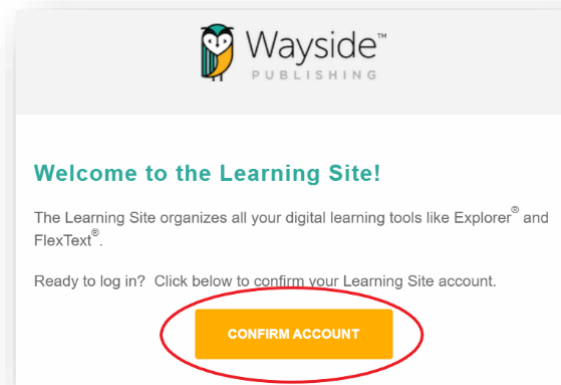 Wayside™
PUBLISHING
Welcome to the Learning Site!
The Learning Site organizes all your digital learning tools like Explorer® and
FlexText®.
Ready to log in? Click below to confirm your Learning Site account.
CONFIRM ACCOUNT